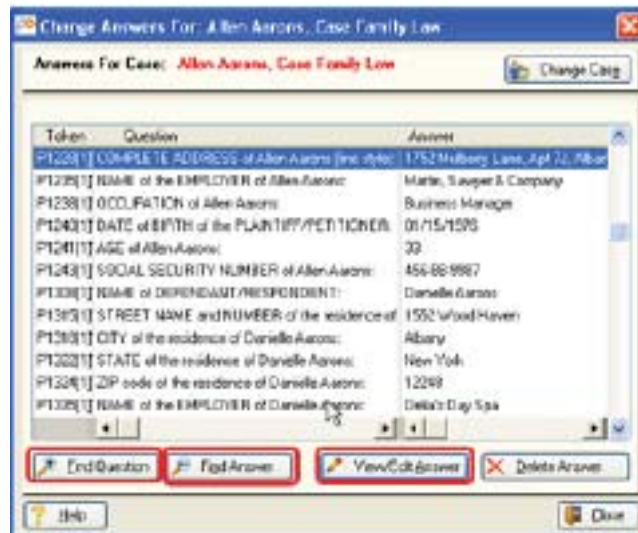 Change Answers For: Allen Aarons, Case Family Law
Answers For Case: Allen Aarons, Case Family Law
Change Case
Token Question Answer
P1228[1] COMPLETE ADDRESS of Allen Aarons (line style): 1752 Mulberry Lane, Apt 7J, Alban
P1235[1] NAME of the EMPLOYER of Allen Aarons: Martin, Sawyer & Company
P1238[1] OCCUPATION of Allen Aarons: Business Manager
P1240[1] DATE of BIRTH of the PLAINTIFF/PETITIONER: 01/15/1976
P1241[1] AGE of Allen Aarons: 33
P1243[1] SOCIAL SECURITY NUMBER of Allen Aarons: 456-88-9987
P1308[1] NAME of DEFENDANT/RESPONDENT: Danielle Aarons
STREET NAME and NUMBER of the residence of 1552 Wood Haven
CITY of the residence of Danielle Aarons: Albany
P1322[1] STATE of the residence of Danielle Aarons: New York
P1324[1] ZIP code of the residence of Danielle Aarons: 12248
P1335[1] NAME of the EMPLOYER of Danielle Aarons: Delia's Day Spa
Find Question Find Answer View/Edit Answer Delete Answer
Help Close